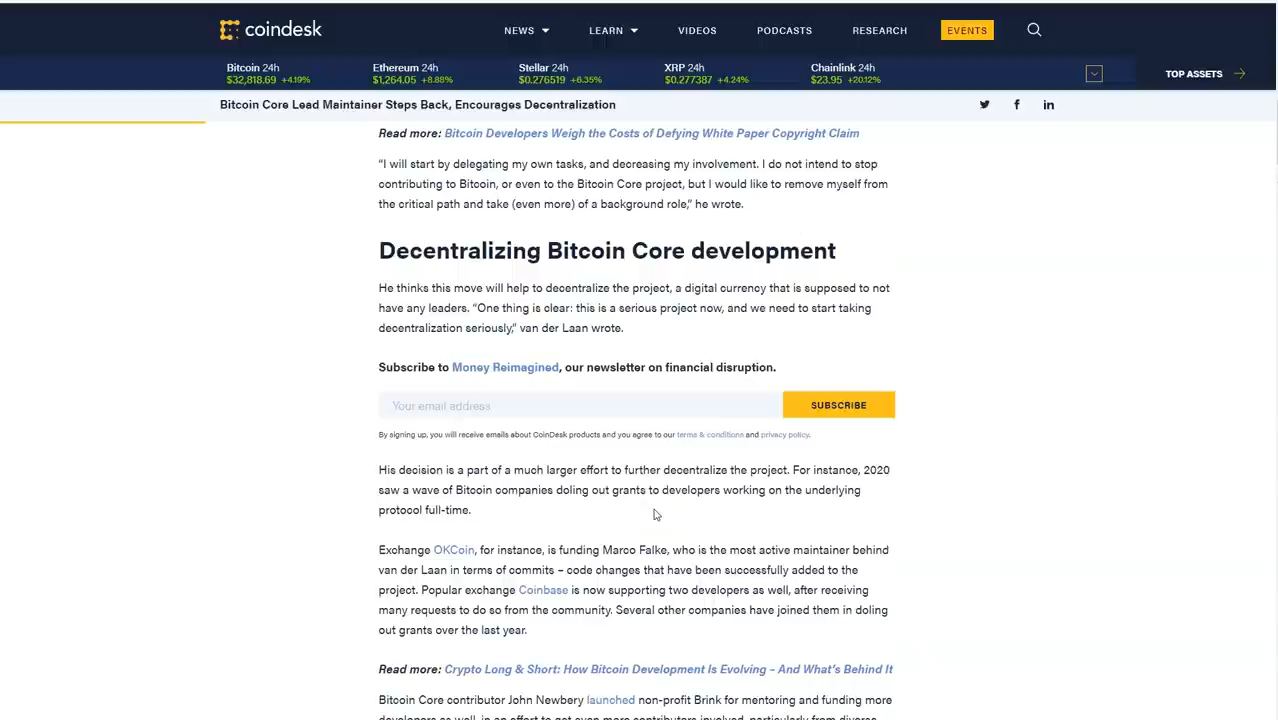 coindesk
NEWS LEARN VIDEOS PODCASTS RESEARCH EVENTS
Bitcoin 24h Ethereum 24h Stellar 24h XRP 24h Chainlink 24h
$32,818.69 +4.19% $1,264.05 +8.88% $0.276519 +6.35% $0.277387 +4.24% $23.95 +20.12%
TOP ASSETS
Bitcoin Core Lead Maintainer Steps Back, Encourages Decentralization
Read more: Bitcoin Developers Weigh the Costs of Defying White Paper Copyright Claim
“I will start by delegating my own tasks, and decreasing my involvement. I do not intend to stop
contributing to Bitcoin, or even to the Bitcoin Core project, but I would like to remove myself from
the critical path and take (even more) of a background role,” he wrote.
Decentralizing Bitcoin Core development
He thinks this move will help to decentralize the project, a digital currency that is supposed to not
have any leaders. “One thing is clear: this is a serious project now, and we need to start taking
decentralization seriously,” van der Laan wrote.
Subscribe to Money Reimagined, our newsletter on financial disruption.
Your email address
SUBSCRIBE
By signing up, you will receive emails about CoinDesk products and you agree to our terms & conditions and privacy policy.
His decision is a part of a much larger effort to further decentralize the project. For instance, 2020
saw a wave of Bitcoin companies doling out grants to developers working on the underlying
protocol full-time.
Exchange OKCoin, for instance, is funding Marco Falke, who is the most active maintainer behind
van der Laan in terms of commits – code changes that have been successfully added to the
project. Popular exchange Coinbase is now supporting two developers as well, after receiving
many requests to do so from the community. Several other companies have joined them in doling
out grants over the last year.
Read more: Crypto Long & Short: How Bitcoin Development Is Evolving – And What’s Behind It
Bitcoin Core contributor John Newbery launched non-profit Brink for mentoring and funding more
developers as well, in an effort to get even more contributors involved, particularly from diverse